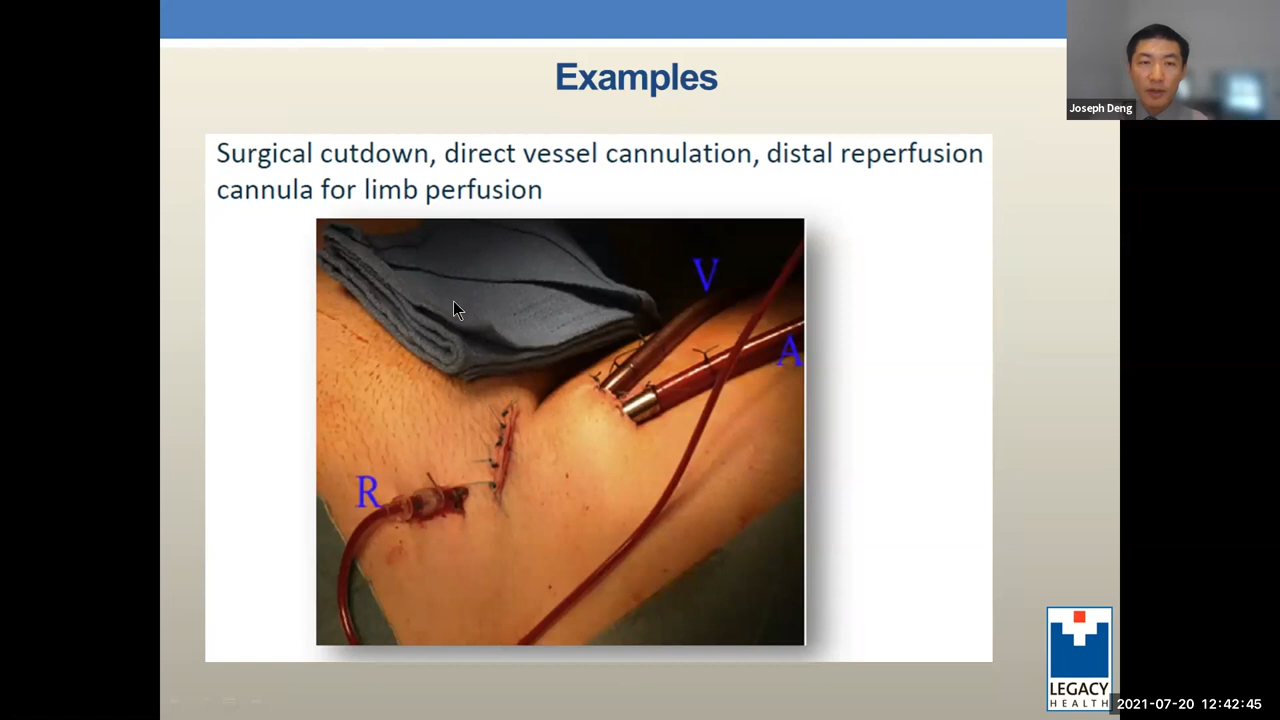 Examples
Joseph Deng
Surgical cutdown, direct vessel cannulation, distal reperfusion
cannula for limb perfusion
V
A
R
LEGACY
HEALTH
2021-07-20 12:42:45